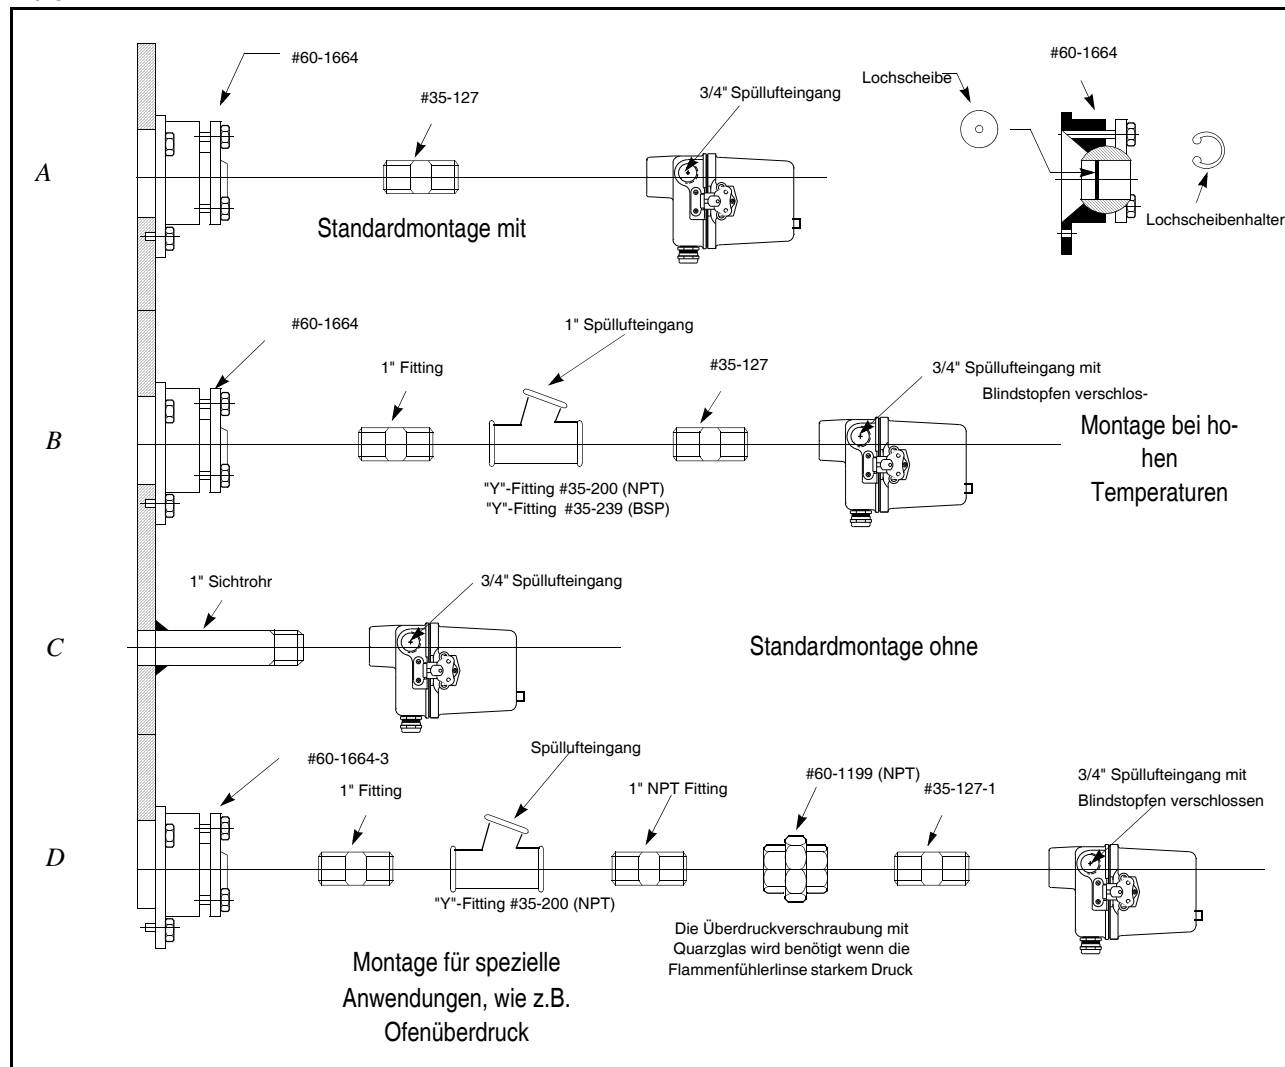 #60-1664
#35-127
3/4" Spüllufteingang
Lochscheibe
#60-1664
Lochscheibenhalter
A
Standardmontage mit
#60-1664
1" Fitting
1" Spüllufteingang
#35-127
3/4" Spüllufteingang mit
Blindstopfen verschlos-
B
"Y"-Fitting #35-200 (NPT)
"Y"-Fitting #35-239 (BSP)
Montage bei ho-
hen
Temperaturen
1" Sichtrohr
3/4" Spüllufteingang
C
Standardmontage ohne
#60-1664-3
1" Fitting
Spüllufteingang
1" NPT Fitting
#60-1199 (NPT)
#35-127-1
3/4" Spüllufteingang mit
Blindstopfen verschlossen
D
"Y"-Fitting #35-200 (NPT)
Die Überdruckverschraubung mit
Quarzglas wird benötigt wenn die
Flammenfühlerlinse starkem Druck
Montage für spezielle
Anwendungen, wie z.B.
Ofenüberdruck